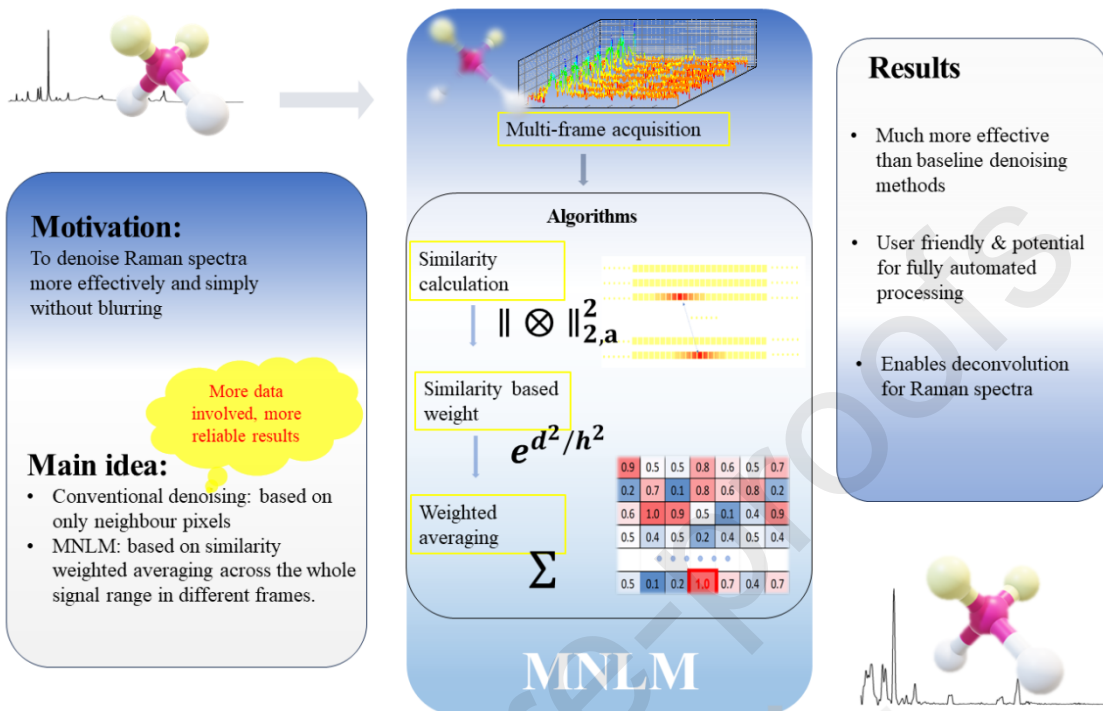 Motivation:
To denoise Raman spectra
more effectively and simply
without blurring
More data
involved, more
reliable results
Main idea:
• Conventional denoising: based on
only neighbour pixels
• MNLM: based on similarity
weighted averaging across the whole
signal range in different frames.
Multi-frame acquisition
Algorithms
Similarity
calculation
‖ ⊗ ‖²₂,ₐ
Similarity based
weight
e^{d²/h²}
Weighted
averaging
Σ
0.9 0.5 0.5 0.8 0.6 0.5 0.7
0.2 0.7 0.1 0.8 0.6 0.8 0.2
0.6 1.0 0.9 0.5 0.1 0.4 0.9
0.5 0.4 0.5 0.2 0.4 0.5 0.4
0.5 0.1 0.2 1.0 0.7 0.4 0.7
MNLM
Results
• Much more effective
than baseline denoising
methods
• User friendly & potential
for fully automated
processing
• Enables deconvolution
for Raman spectra
e-proofs